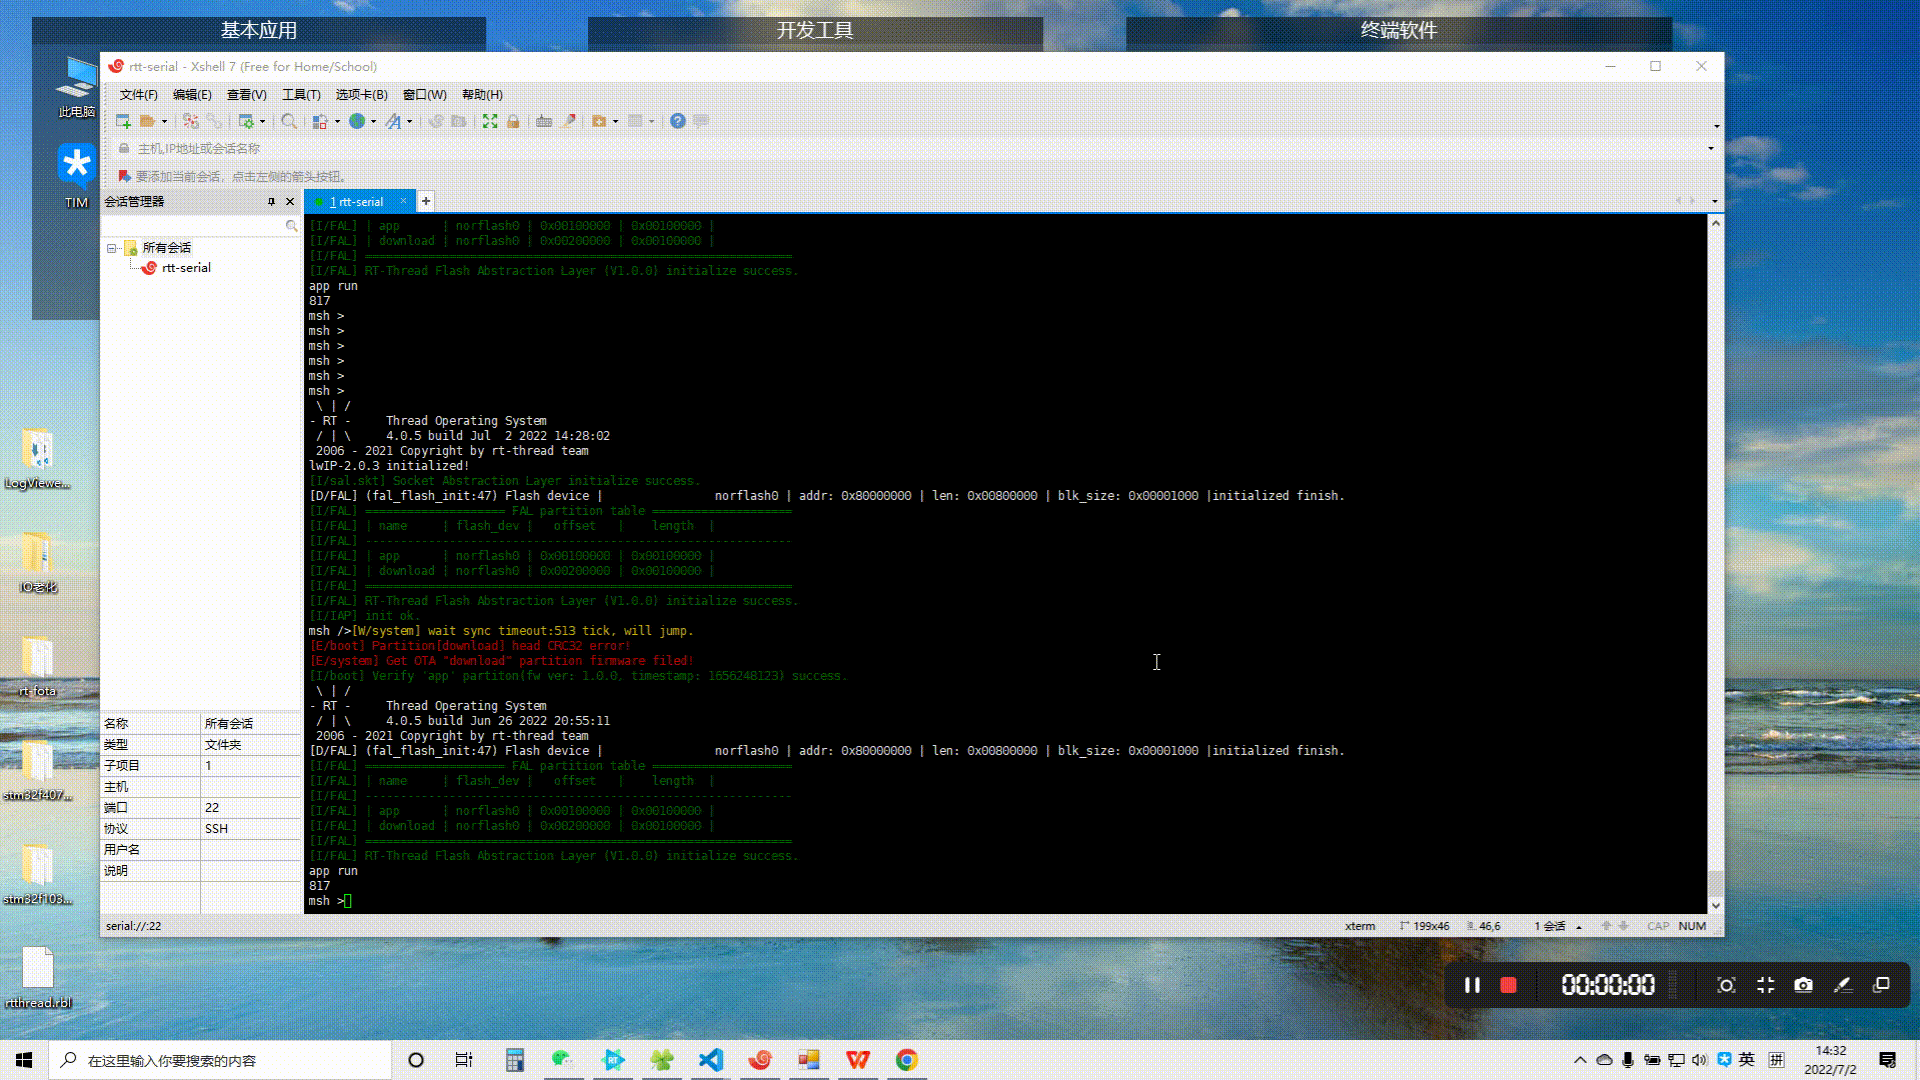 基本应用
开发工具
终端软件
此电脑
TIM
LogViewe...
IO老化
rt-fota
stm32f407...
stm32f103...
rtthread.rbl
rtt-serial - Xshell 7 (Free for Home/School)
文件(F) 编辑(E) 查看(V) 工具(T) 选项卡(B) 窗口(W) 帮助(H)
主机,IP地址或会话名称
要添加当前会话，点击左侧的箭头按钮。
会话管理器
所有会话
rtt-serial
名称 所有会话
类型 文件夹
子项目 1
主机
端口 22
协议 SSH
用户名
说明
1 rtt-serial
[I/FAL] | app      | norflash0 | 0x00100000 | 0x00100000 |
[I/FAL] | download | norflash0 | 0x00200000 | 0x00100000 |
[I/FAL] =============================================================
[I/FAL] RT-Thread Flash Abstraction Layer (V1.0.0) initialize success.
app run
817
msh >
msh >
msh >
msh >
msh >
msh >
 \ | /
- RT -     Thread Operating System
 / | \     4.0.5 build Jul  2 2022 14:28:02
 2006 - 2021 Copyright by rt-thread team
lwIP-2.0.3 initialized!
[I/sal.skt] Socket Abstraction Layer initialize success.
[D/FAL] (fal_flash_init:47) Flash device |                norflash0 | addr: 0x80000000 | len: 0x00800000 | blk_size: 0x00001000 |initialized finish.
[I/FAL] ==================== FAL partition table ====================
[I/FAL] | name     | flash_dev |   offset   |    length  |
[I/FAL] -------------------------------------------------------------
[I/FAL] | app      | norflash0 | 0x00100000 | 0x00100000 |
[I/FAL] | download | norflash0 | 0x00200000 | 0x00100000 |
[I/FAL] =============================================================
[I/FAL] RT-Thread Flash Abstraction Layer (V1.0.0) initialize success.
[I/IAP] init ok.
msh />[W/system] wait sync timeout:513 tick, will jump.
[E/boot] Partition[download] head CRC32 error!
[E/system] Get OTA "download" partition firmware filed!
[I/boot] Verify 'app' partiton(fw ver: 1.0.0, timestamp: 1656248123) success.
 \ | /
- RT -     Thread Operating System
 / | \     4.0.5 build Jun 26 2022 20:55:11
 2006 - 2021 Copyright by rt-thread team
[D/FAL] (fal_flash_init:47) Flash device |                norflash0 | addr: 0x80000000 | len: 0x00800000 | blk_size: 0x00001000 |initialized finish.
[I/FAL] ==================== FAL partition table ====================
[I/FAL] | name     | flash_dev |   offset   |    length  |
[I/FAL] -------------------------------------------------------------
[I/FAL] | app      | norflash0 | 0x00100000 | 0x00100000 |
[I/FAL] | download | norflash0 | 0x00200000 | 0x00100000 |
[I/FAL] =============================================================
[I/FAL] RT-Thread Flash Abstraction Layer (V1.0.0) initialize success.
app run
817
msh >
serial://:22
xterm 199x46 46,6 1 会话 CAP NUM
00:00:00
在这里输入你要搜索的内容
英 拼
14:32
2022/7/2